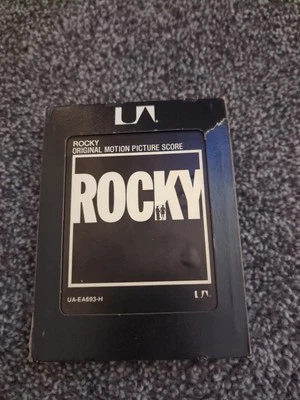 UA
ROCKY
ORIGINAL MOTION PICTURE SCORE
ROCKY
UA-EA693-H
UA